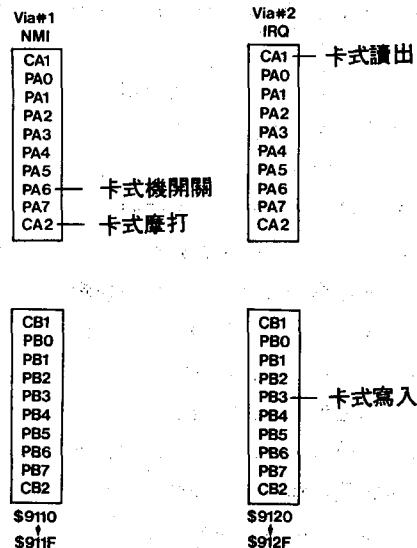 Via#1
NMI
CA1
PA0
PA1
PA2
PA3
PA4
PA5
PA6 卡式機開關
PA7
CA2 卡式摩打
Via#2
IRQ
CA1 卡式讀出
PA0
PA1
PA2
PA3
PA4
PA5
PA6
PA7
CA2
CB1
PB0
PB1
PB2
PB3
PB4
PB5
PB6
PB7
CB2
$9110
$911F
CB1
PB0
PB1
PB2
PB3 卡式寫入
PB4
PB5
PB6
PB7
CB2
$9120
$912F